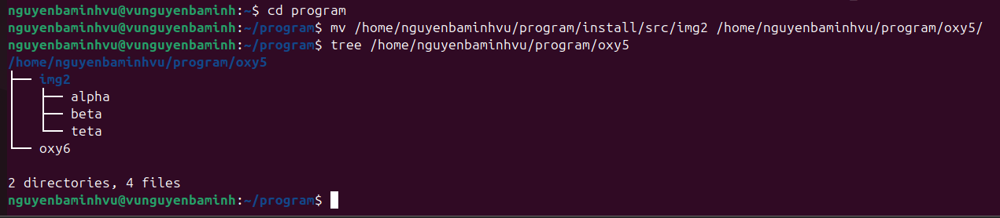 nguyenbaminhvu@vunguyenbaminh:~$ cd program
nguyenbaminhvu@vunguyenbaminh:~/program$ mv /home/nguyenbaminhvu/program/install/src/img2 /home/nguyenbaminhvu/program/oxy5/
nguyenbaminhvu@vunguyenbaminh:~/program$ tree /home/nguyenbaminhvu/program/oxy5
/home/nguyenbaminhvu/program/oxy5
├── img2
│   ├── alpha
│   ├── beta
│   └── teta
└── oxy6
2 directories, 4 files
nguyenbaminhvu@vunguyenbaminh:~/program$